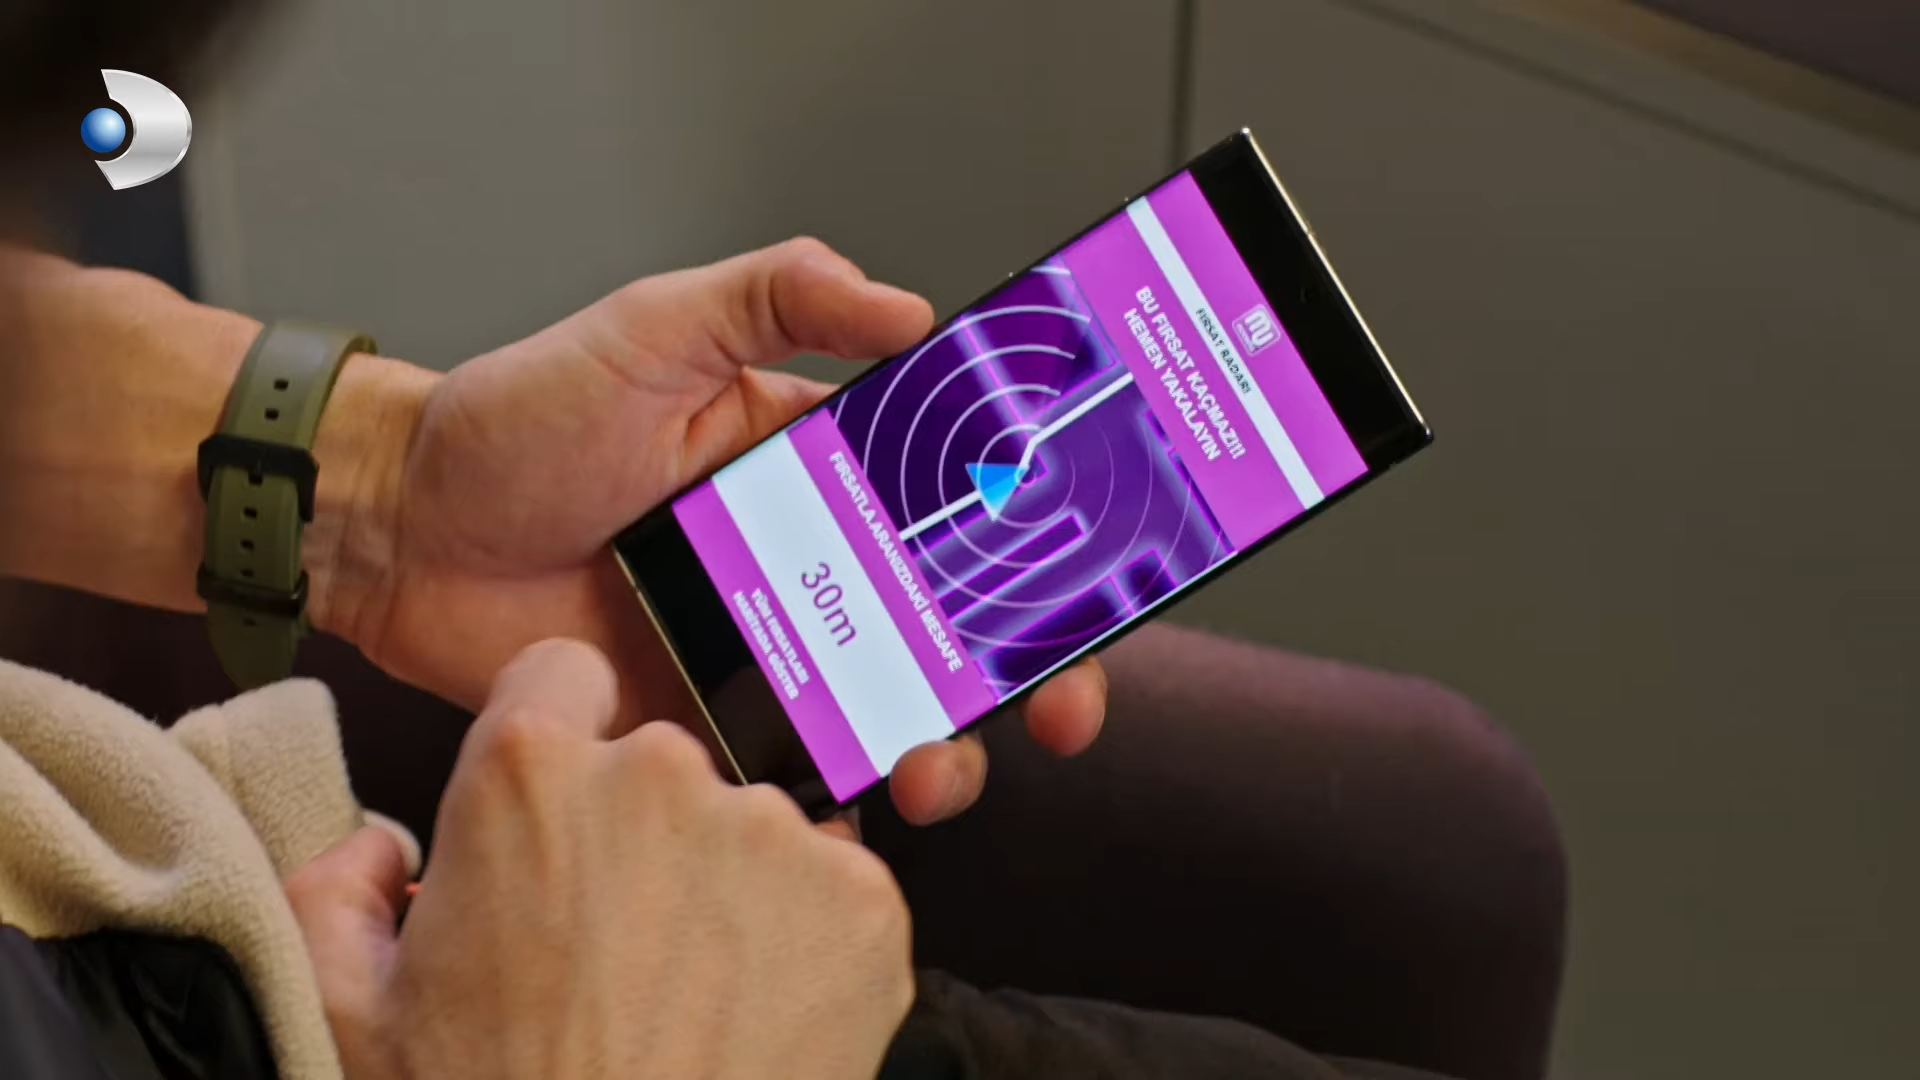 FIRSAT RADARI
BU FIRSAT KAÇMAZ!!!
HEMEN YAKALAYIN
FIRSATLA ARANIZDAKİ MESAFE
30m
TÜM FIRSATLARI
HARİTADA GÖSTER